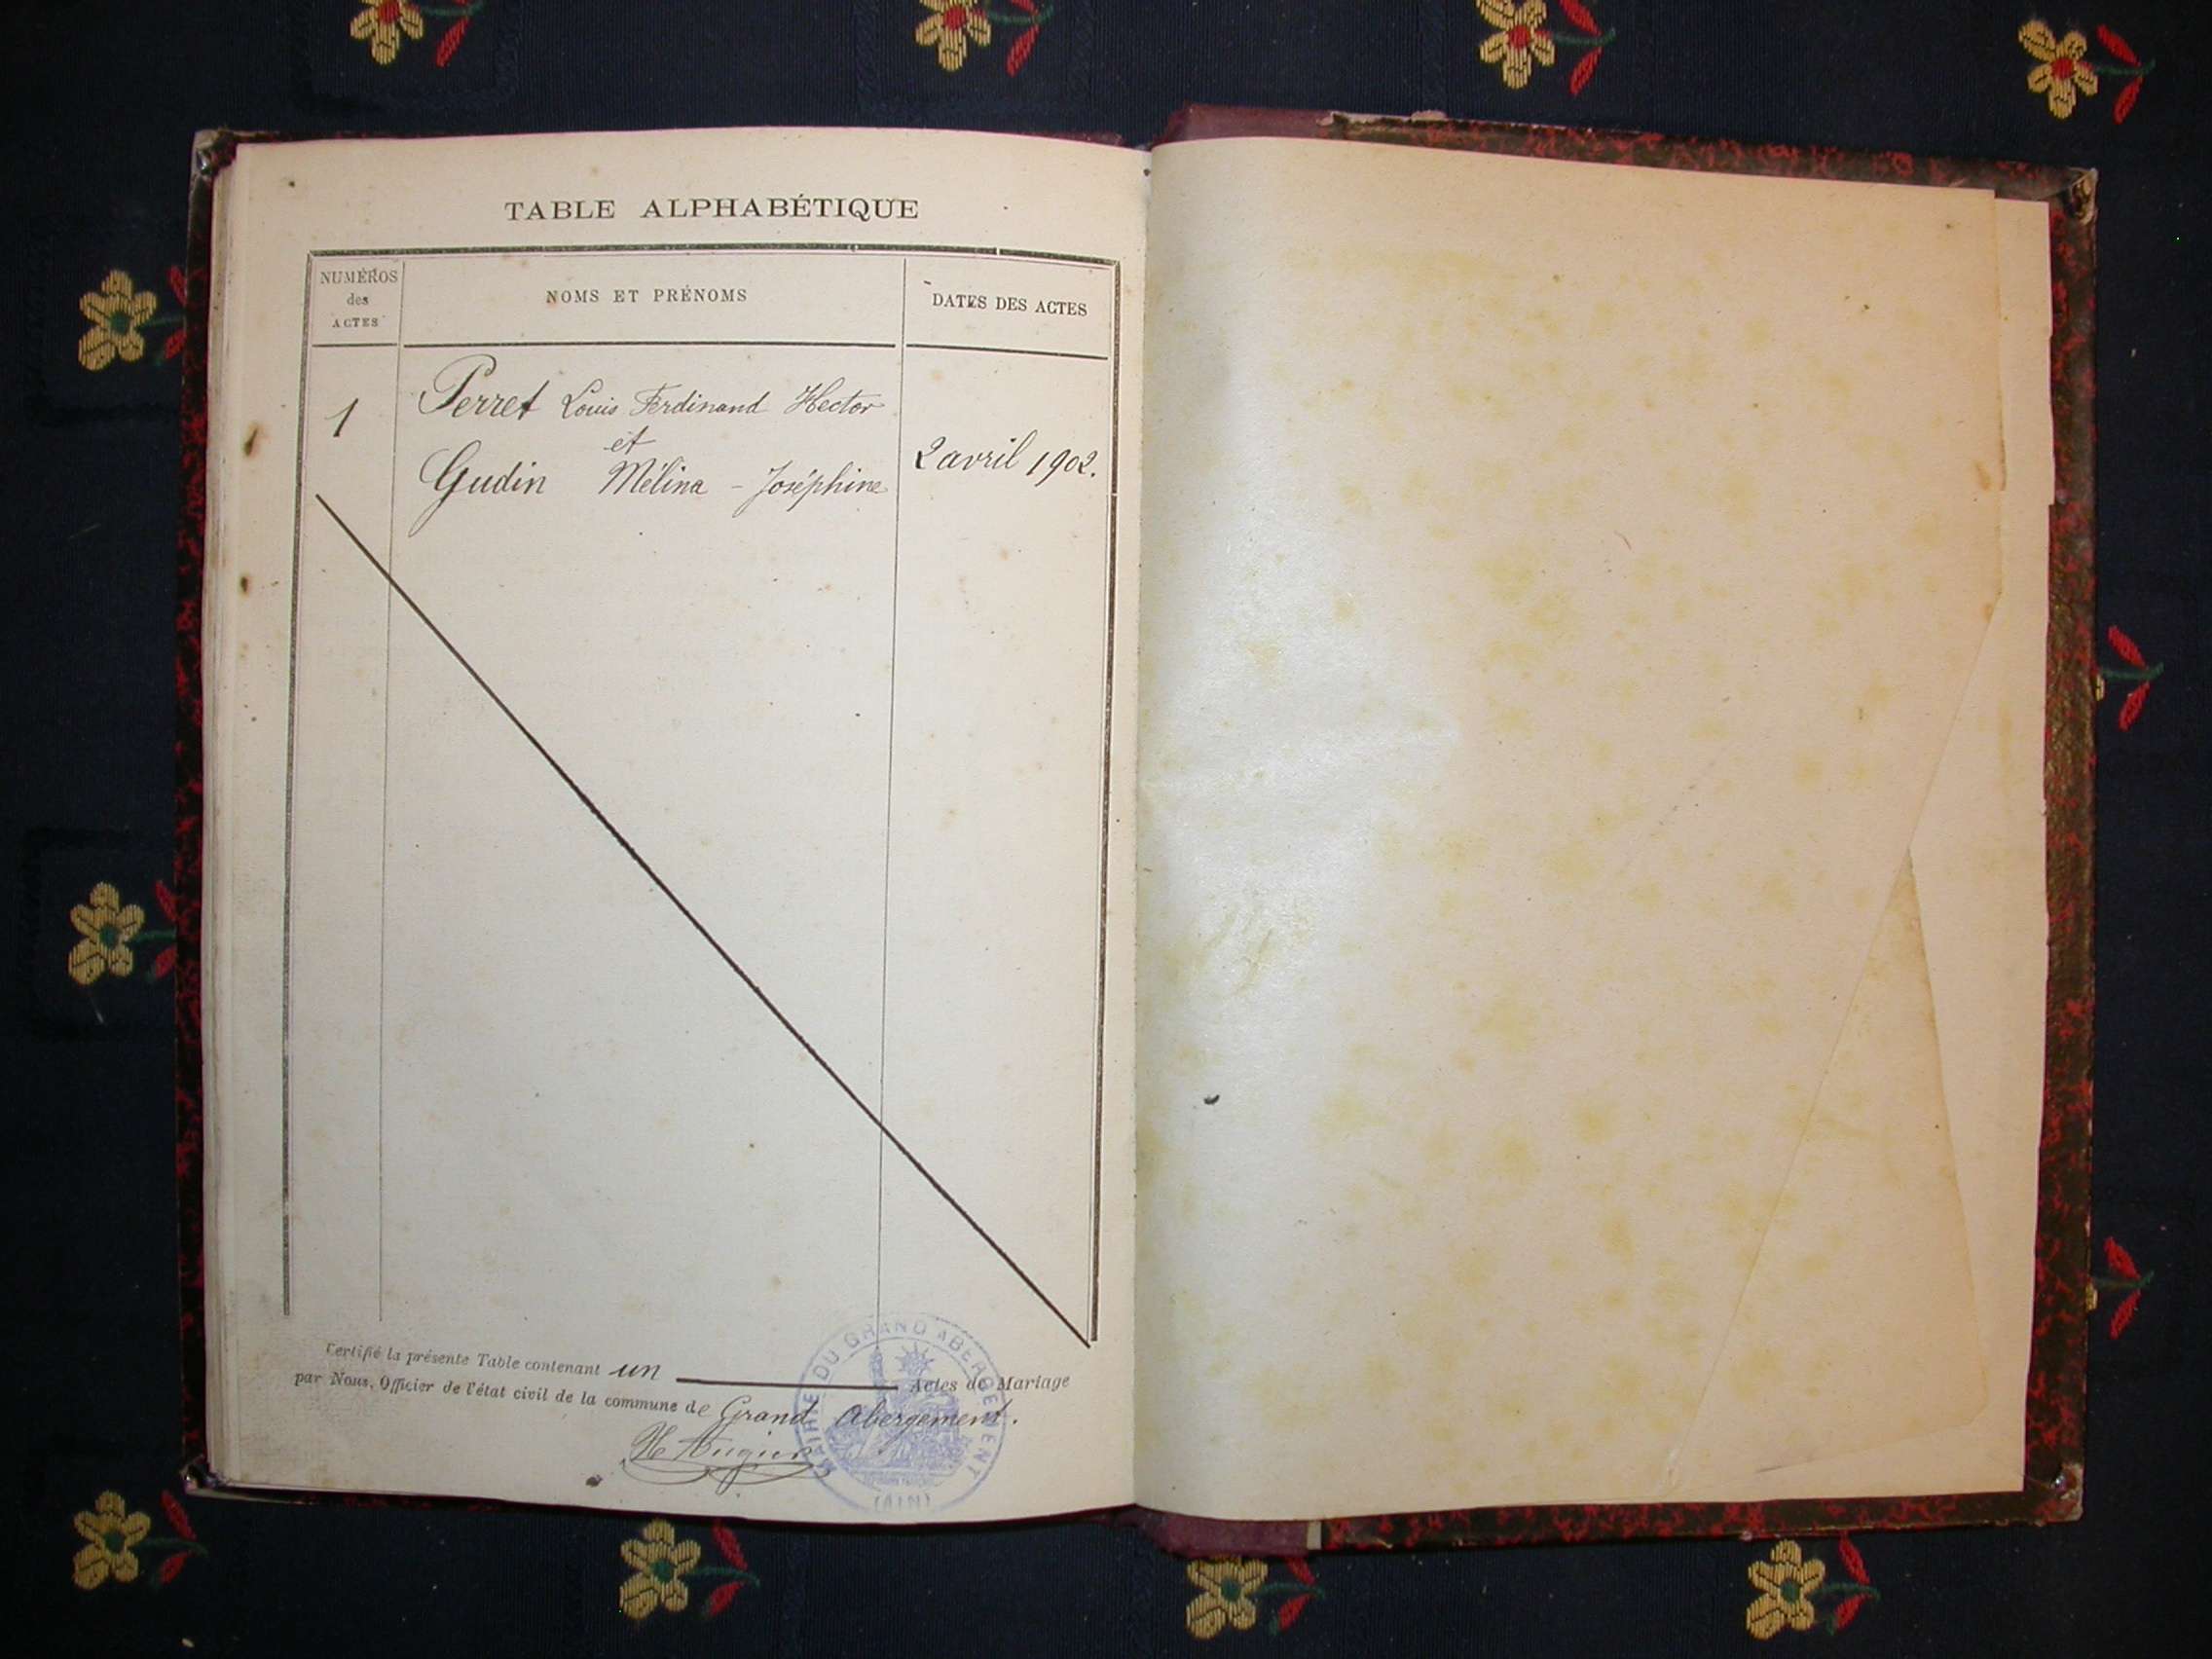 TABLE ALPHABÉTIQUE
NUMÉROS
des
ACTES
NOMS ET PRÉNOMS
DATES DES ACTES
1
Perret Louis Ferdinand Hector
et
Gudin Mélina - Joséphine
2 avril 1902.
Certifié la présente Table contenant un Actes de Mariage
par Nous, Officier de l'état civil de la commune de Grand Abergement.
MAIRIE DU GRAND ABERGEMENT
(AIN)